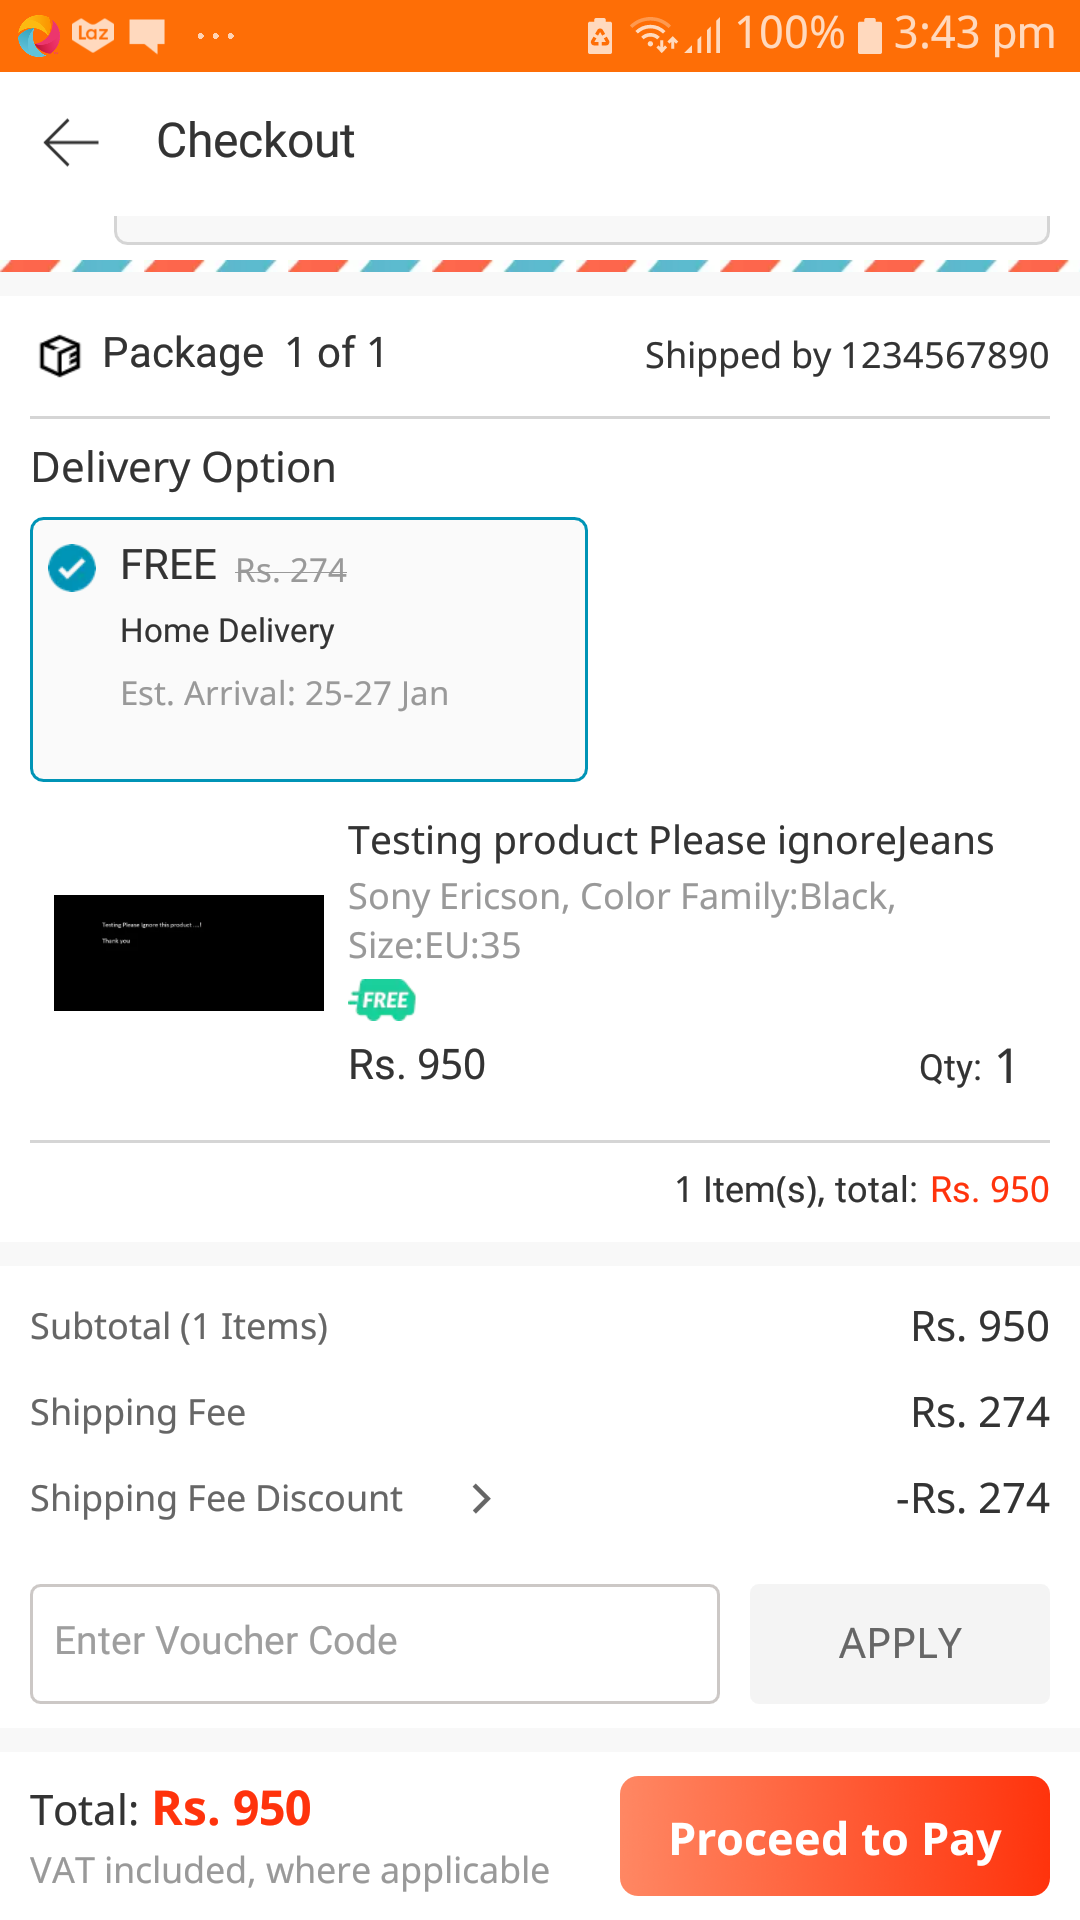 Laz 100% 3:43 pm
Checkout
Package 1 of 1
Shipped by 1234567890
Delivery Option
FREE Rs. 274
Home Delivery
Est. Arrival: 25-27 Jan
Testing product Please ignoreJeans
Sony Ericson, Color Family:Black,
Size:EU:35
Testing Please ignore this product ....!
Thank you
FREE
Rs. 950
Qty: 1
1 Item(s), total: Rs. 950
Subtotal (1 Items) Rs. 950
Shipping Fee Rs. 274
Shipping Fee Discount -Rs. 274
Enter Voucher Code
APPLY
Total: Rs. 950
VAT included, where applicable
Proceed to Pay